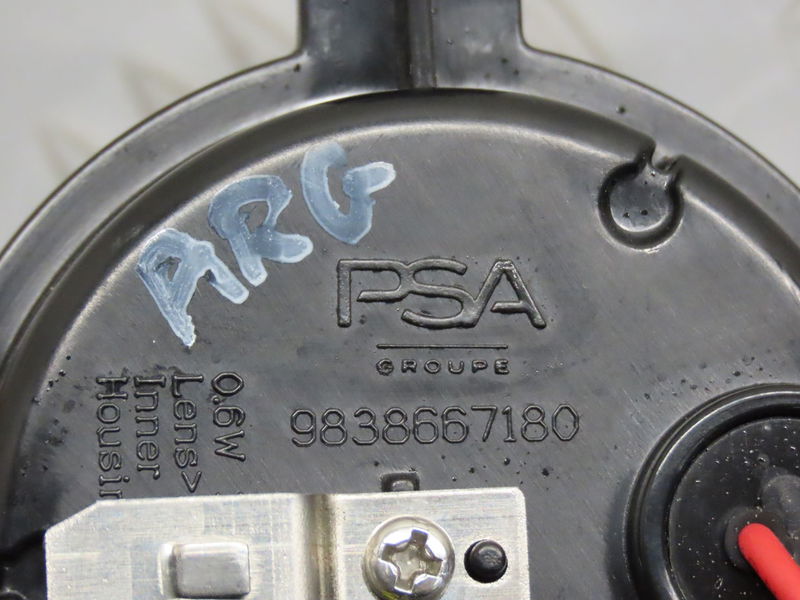 ARG
PSA
GROUPE
9838667180
0.6W
Lens>
Inner